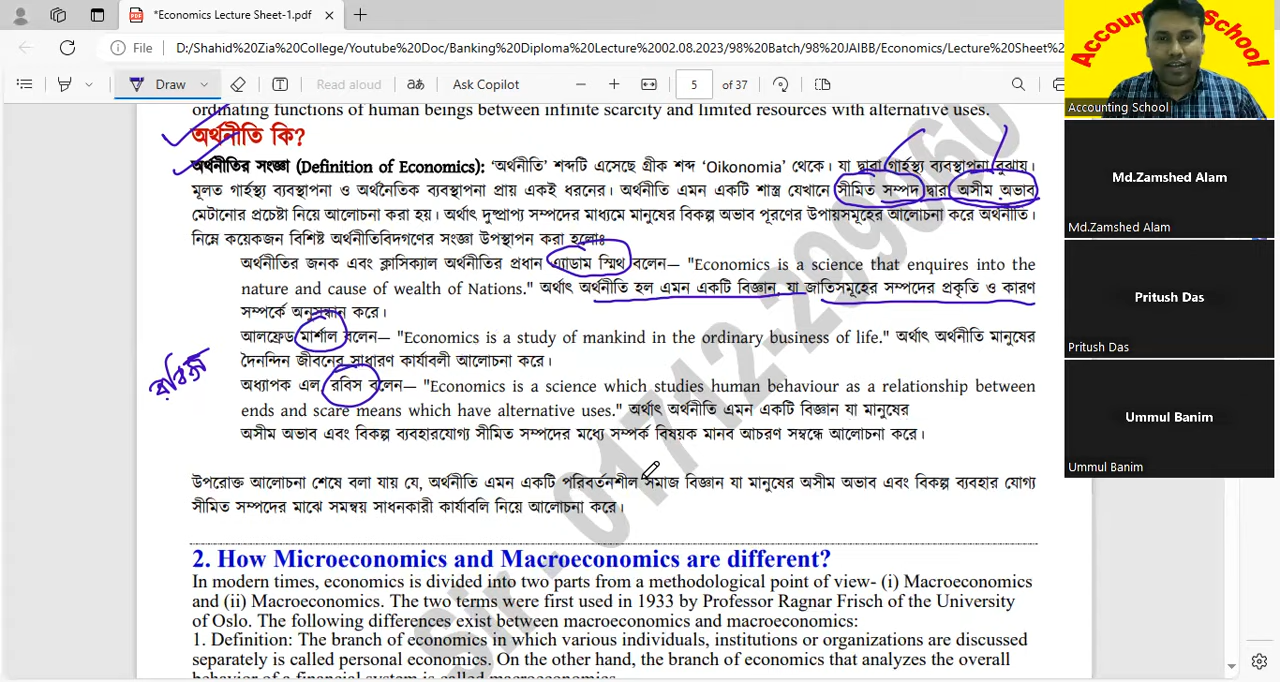 *Economics Lecture Sheet-1.pdf
File
D:/Shahid%20Zia%20College/Youtube%20Doc/Banking%20Diploma%20Lecture%2002.08.2023/98%20Batch/98%20JAIBB/Economics/Lecture%20Sheet%
Draw
Read aloud
Ask Copilot
5 of 37
ordinating functions of human beings between infinite scarcity and limited resources with alternative uses.
অর্থনীতি কি?
অর্থনীতির সংজ্ঞা (Definition of Economics): ‘অর্থনীতি’ শব্দটি এসেছে গ্রীক শব্দ ‘Oikonomia’ থেকে। যা দ্বারা গার্হস্থ্য ব্যবস্থাপনা বুঝায়।
মূলত গার্হস্থ্য ব্যবস্থাপনা ও অর্থনৈতিক ব্যবস্থাপনা প্রায় একই ধরনের। অর্থনীতি এমন একটি শাস্ত্র যেখানে সীমিত সম্পদ দ্বারা অসীম অভাব
মেটানোর প্রচেষ্টা নিয়ে আলোচনা করা হয়। অর্থাৎ দুষ্প্রাপ্য সম্পদের মাধ্যমে মানুষের বিকল্প অভাব পূরণের উপায়সমূহের আলোচনা করে অর্থনীতি।
নিম্নে কয়েকজন বিশিষ্ট অর্থনীতিবিদগণের সংজ্ঞা উপস্থাপন করা হলোঃ
অর্থনীতির জনক এবং ক্লাসিক্যাল অর্থনীতির প্রধান এ্যাডাম স্মিথ বলেন– "Economics is a science that enquires into the
nature and cause of wealth of Nations." অর্থাৎ অর্থনীতি হল এমন একটি বিজ্ঞান, যা জাতিসমূহের সম্পদের প্রকৃতি ও কারণ
সম্পর্কে অনুসন্ধান করে।
আলফ্রেড মার্শাল বলেন– "Economics is a study of mankind in the ordinary business of life." অর্থাৎ অর্থনীতি মানুষের
দৈনন্দিন জীবনের সাধারণ কার্যাবলী আলোচনা করে।
রবিন্স
অধ্যাপক এল, রবিস বলেন– "Economics is a science which studies human behaviour as a relationship between
ends and scare means which have alternative uses." অর্থাৎ অর্থনীতি এমন একটি বিজ্ঞান যা মানুষের
অসীম অভাব এবং বিকল্প ব্যবহারযোগ্য সীমিত সম্পদের মধ্যে সম্পর্ক বিষয়ক মানব আচরণ সম্বন্ধে আলোচনা করে।
উপরোক্ত আলোচনা শেষে বলা যায় যে, অর্থনীতি এমন একটি পরিবর্তনশীল সমাজ বিজ্ঞান যা মানুষের অসীম অভাব এবং বিকল্প ব্যবহার যোগ্য
সীমিত সম্পদের মাঝে সমন্বয় সাধনকারী কার্যাবলি নিয়ে আলোচনা করে।
2. How Microeconomics and Macroeconomics are different?
In modern times, economics is divided into two parts from a methodological point of view- (i) Macroeconomics
and (ii) Macroeconomics. The two terms were first used in 1933 by Professor Ragnar Frisch of the University
of Oslo. The following differences exist between macroeconomics and macroeconomics:
1. Definition: The branch of economics in which various individuals, institutions or organizations are discussed
separately is called personal economics. On the other hand, the branch of economics that analyzes the overall
behavior of a financial system is called macroeconomics.
Accounting School
Accounting School
Md.Zamshed Alam
Md.Zamshed Alam
Pritush Das
Pritush Das
Ummul Banim
Ummul Banim